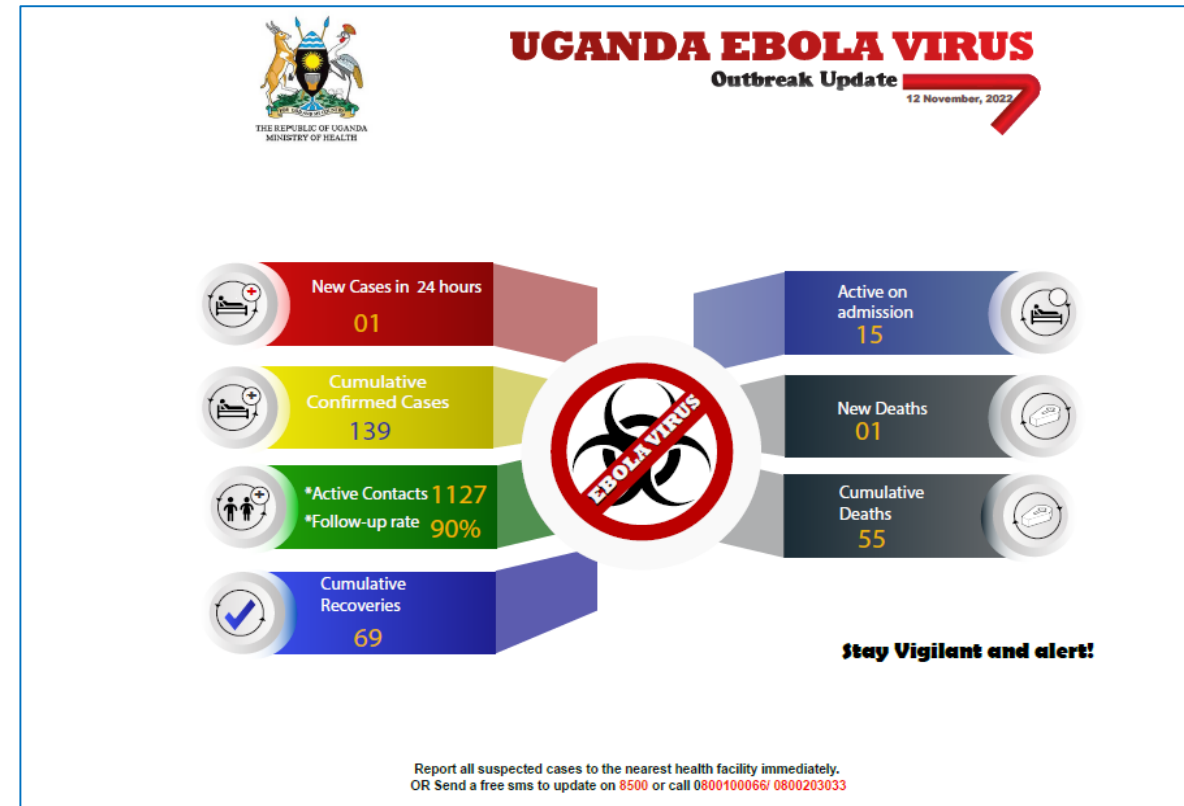 THE REPUBLIC OF UGANDA
MINISTRY OF HEALTH
UGANDA EBOLA VIRUS
Outbreak Update
12 November, 2022
New Cases in 24 hours
01
Cumulative
Confirmed Cases
139
*Active Contacts 1127
*Follow-up rate 90%
Cumulative
Recoveries
69
EBOLA VIRUS
Active on
admission
15
New Deaths
01
Cumulative
Deaths
55
Stay Vigilant and alert!
Report all suspected cases to the nearest health facility immediately.
OR Send a free sms to update on 8500 or call 0800100066/ 0800203033